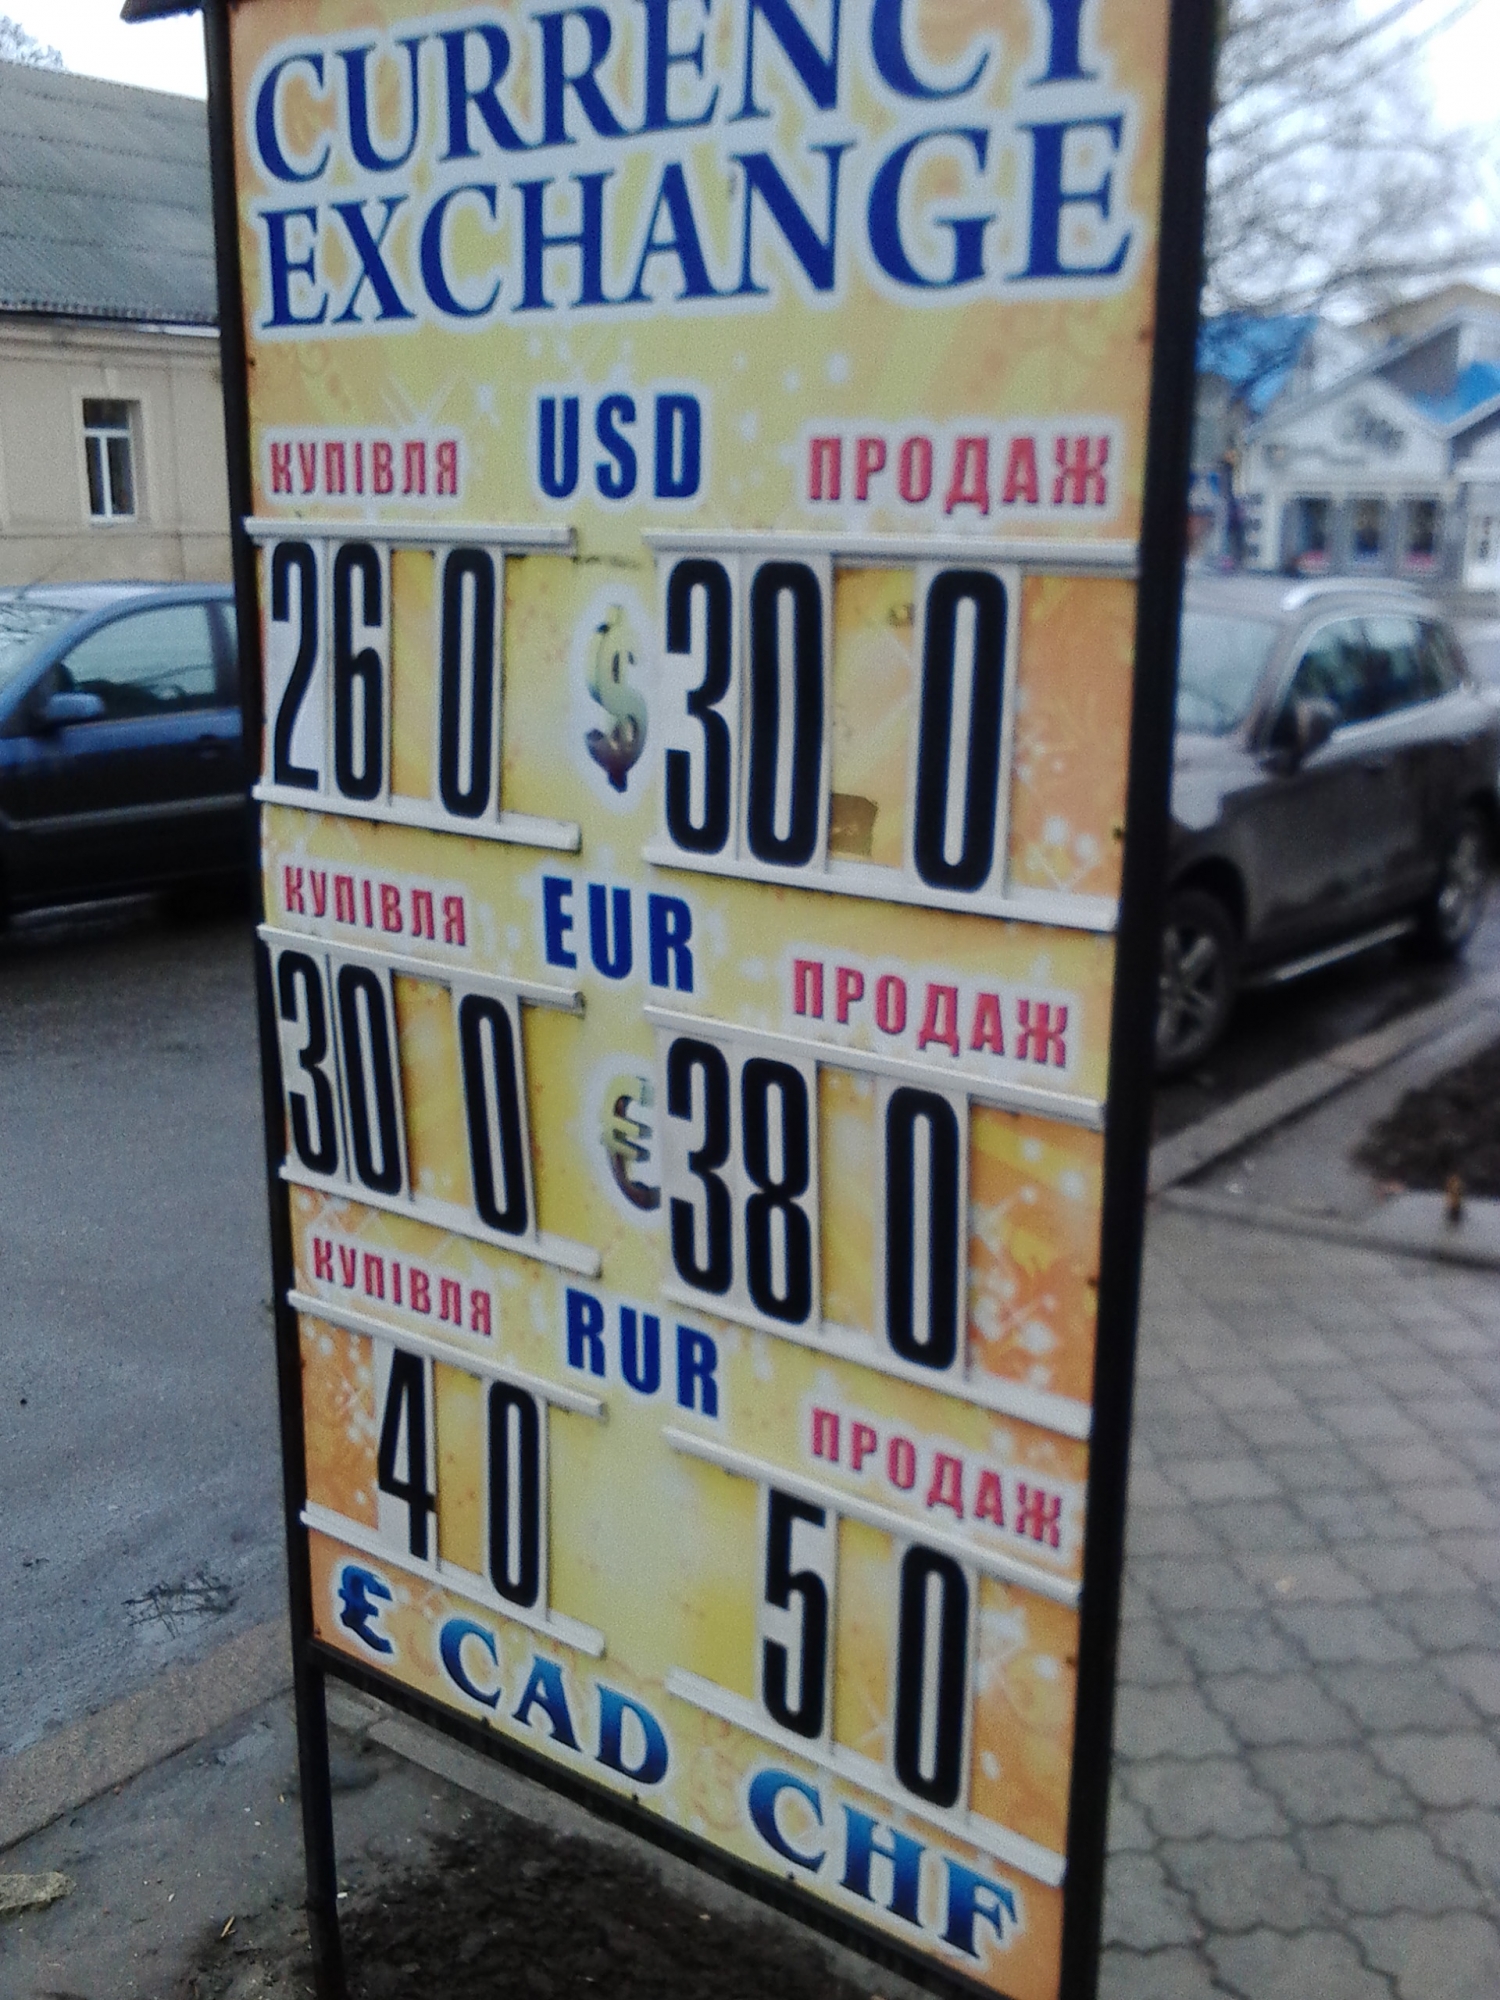 CURRENCY
EXCHANGE
КУПІВЛЯ USD ПРОДАЖ
26 0 $ 30 0
КУПІВЛЯ EUR ПРОДАЖ
30 0 € 38 0
КУПІВЛЯ RUR ПРОДАЖ
4 0 5 0
£ CAD CHF